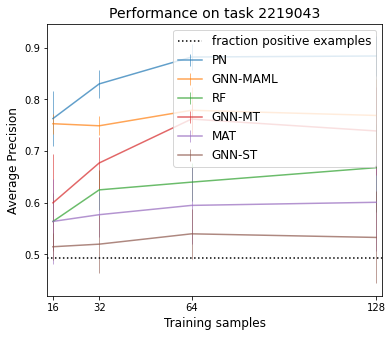 Performance on task 2219043
fraction positive examples
PN
GNN-MAML
RF
GNN-MT
MAT
GNN-ST
Average Precision
0.9
0.8
0.7
0.6
0.5
16
32
64
128
Training samples